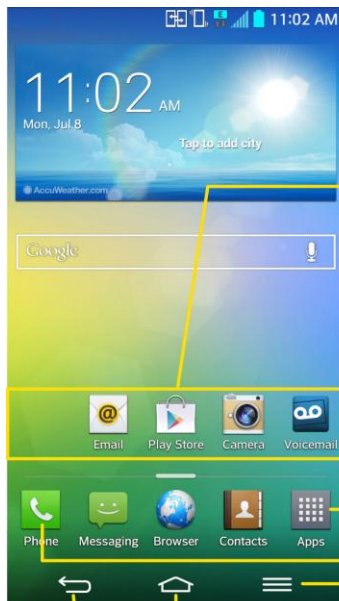 11:02 AM
11:02 AM
Mon, Jul 8
Tap to add city
AccuWeather.com
Google
Email Play Store Camera Voicemail
Phone Messaging Browser Contacts Apps